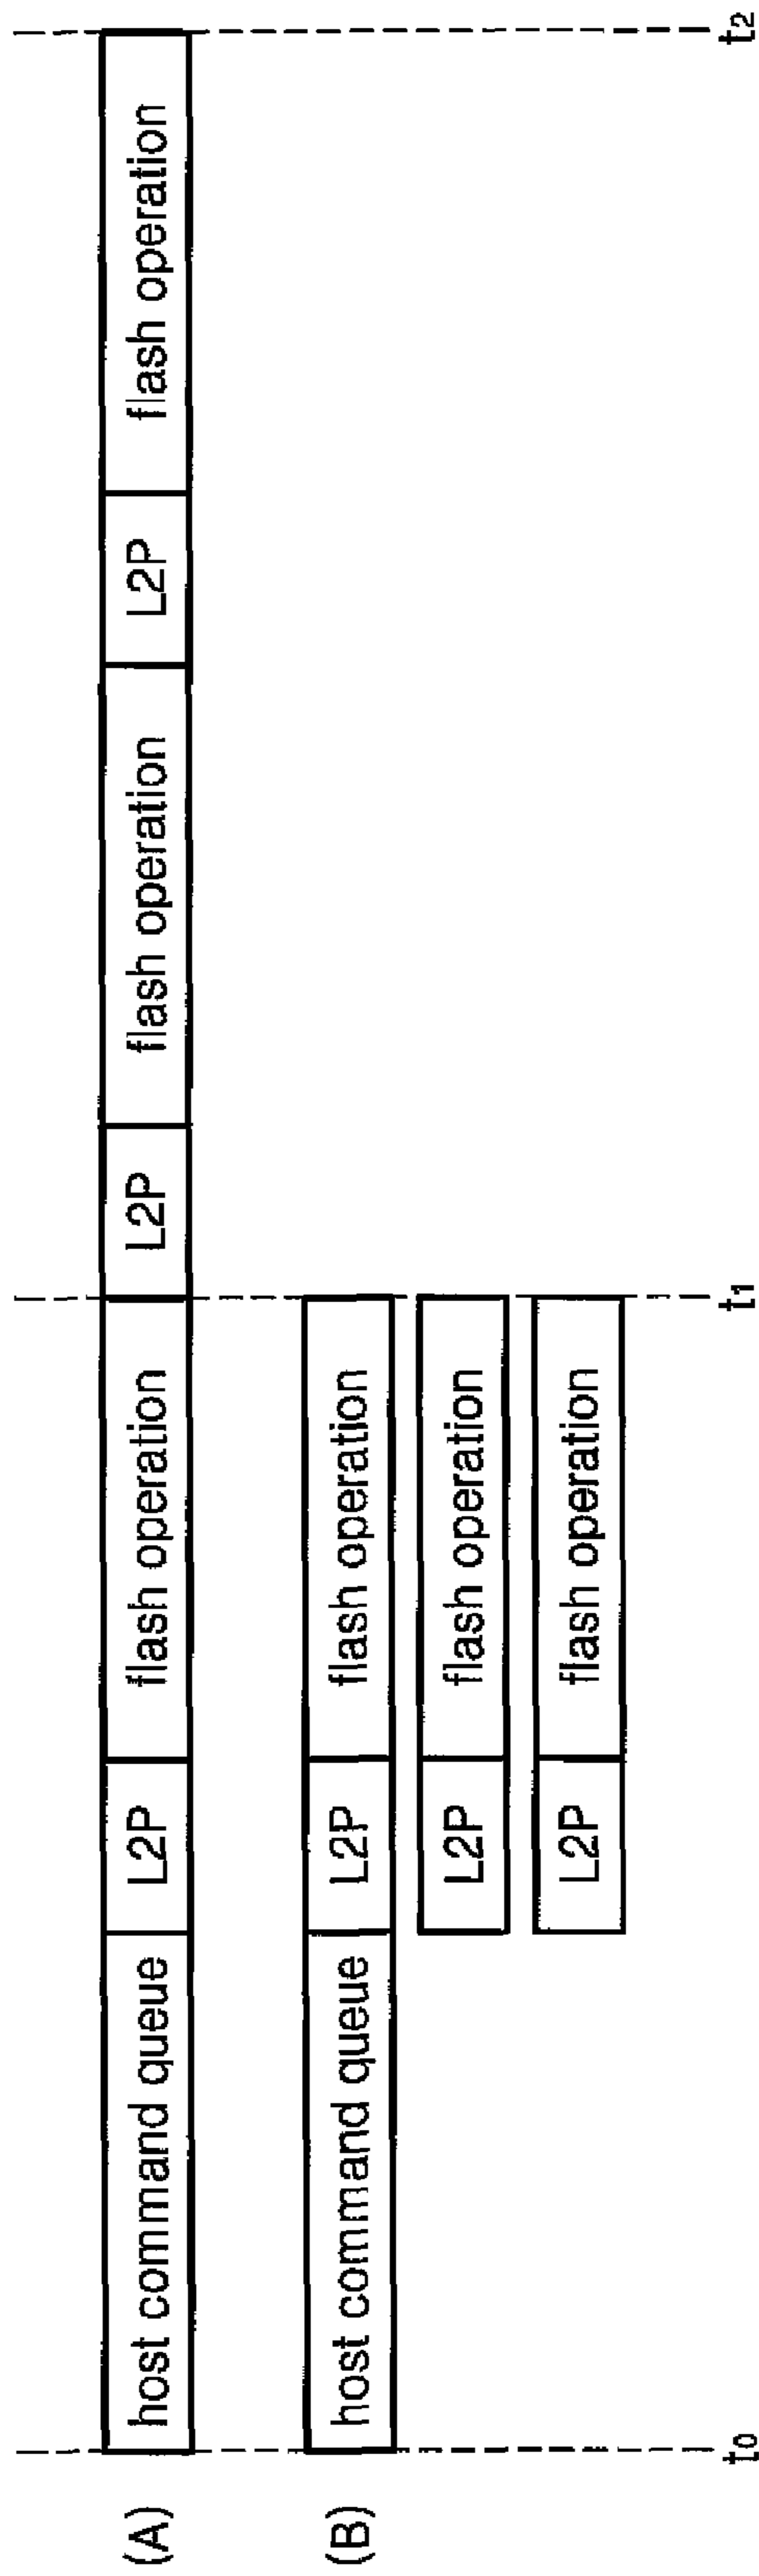 (A) host command queue L2P flash operation L2P flash operation L2P flash operation
(B) host command queue L2P flash operation
L2P flash operation
L2P flash operation
t0 t1 t2